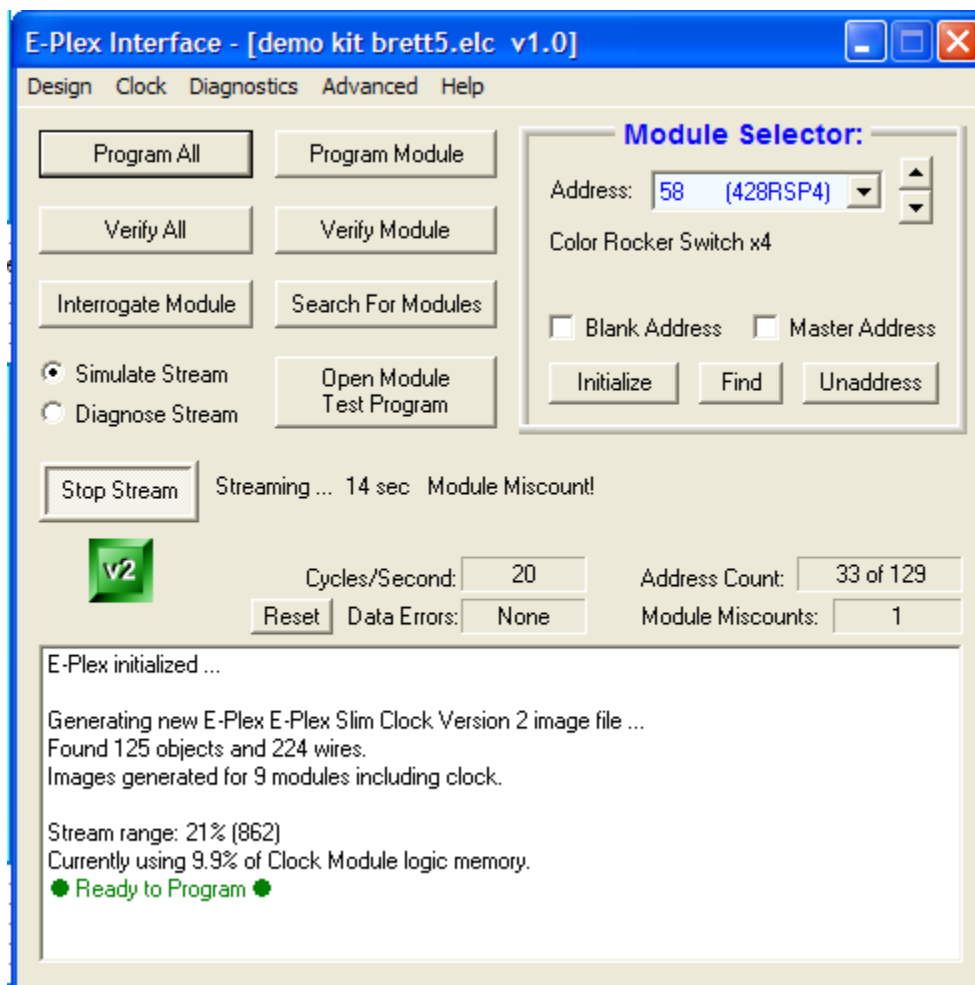 E-Plex Interface - [demo kit brett5.elc v1.0]
Design Clock Diagnostics Advanced Help
Program All Program Module
Module Selector:
Address: 58 (428RSP4)
Verify All Verify Module
Color Rocker Switch x4
Interrogate Module Search For Modules
Blank Address Master Address
Simulate Stream
Diagnose Stream
Open Module
Test Program
Initialize Find Unaddress
Stop Stream Streaming ... 14 sec Module Miscount!
v2
Cycles/Second: 20 Address Count: 33 of 129
Reset Data Errors: None Module Miscounts: 1
E-Plex initialized ...
Generating new E-Plex E-Plex Slim Clock Version 2 image file ...
Found 125 objects and 224 wires.
Images generated for 9 modules including clock.
Stream range: 21% (862)
Currently using 9.9% of Clock Module logic memory.
Ready to Program